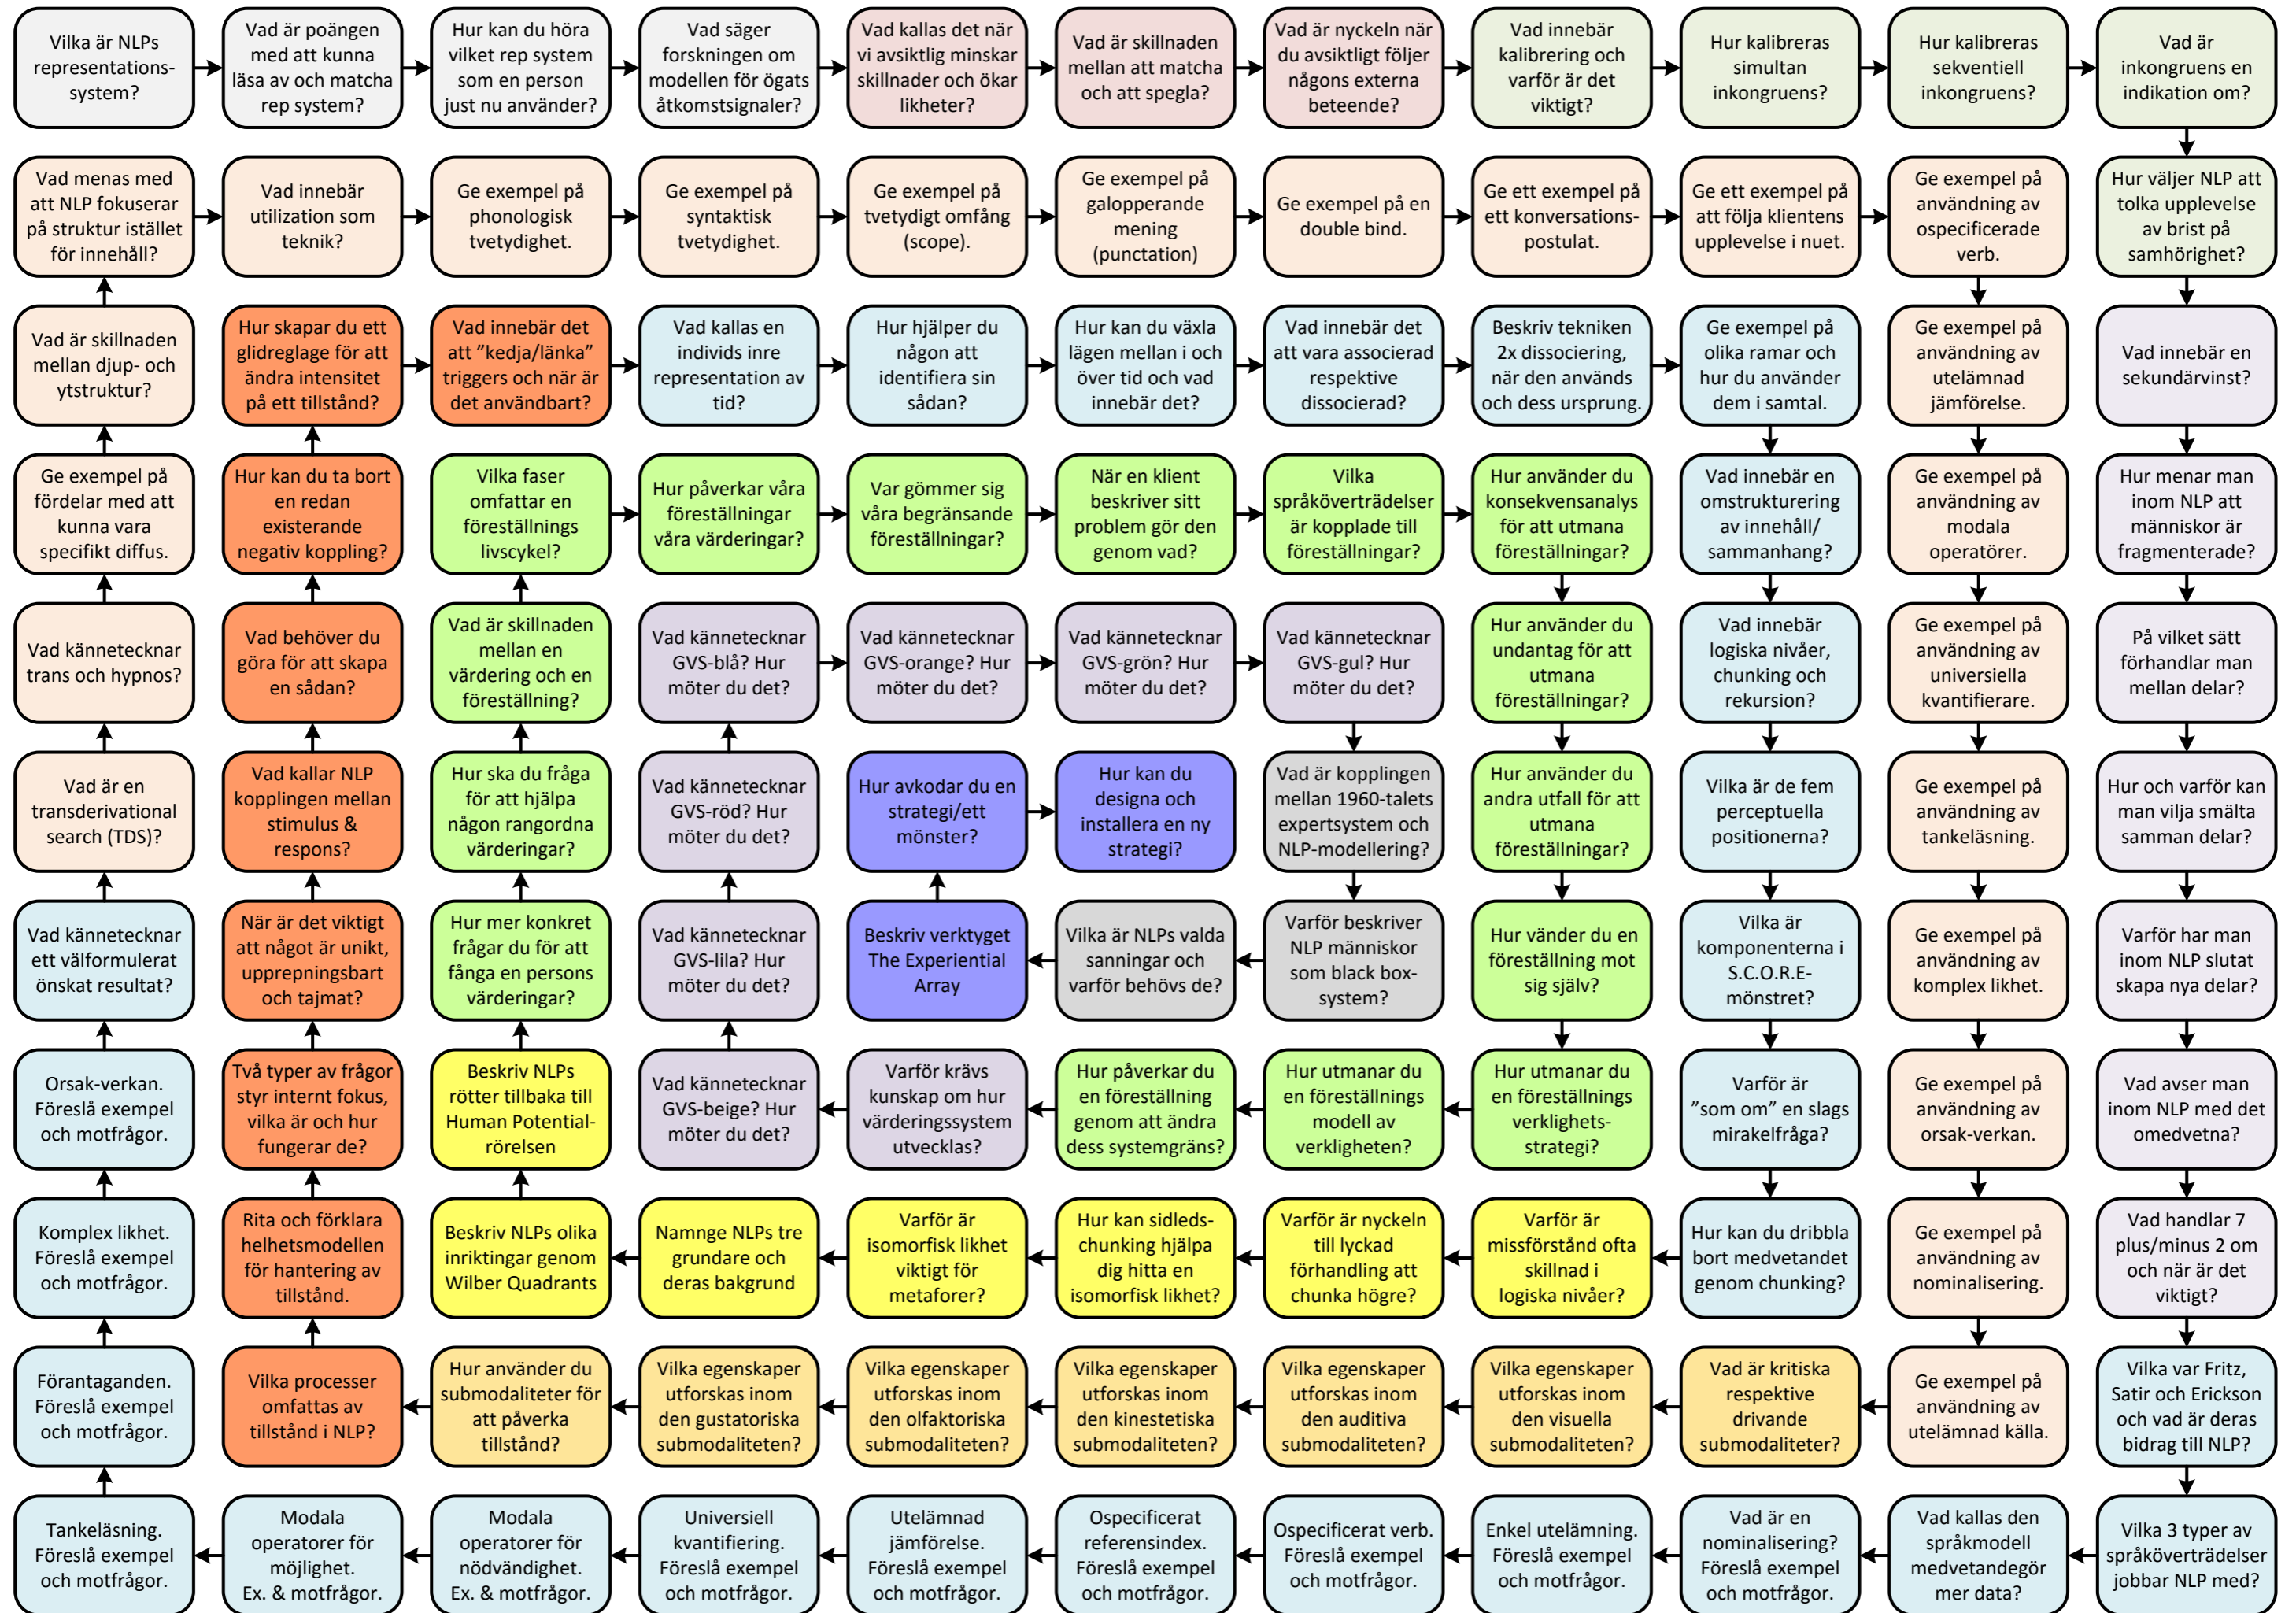 Vilka är NLPs
representations-
system?
Vad är poängen
med att kunna
läsa av och matcha
rep system?
Hur kan du höra
vilket rep system
som en person
just nu använder?
Vad säger
forskningen om
modellen för ögats
åtkomstsignaler?
Vad kallas det när
vi avsiktlig minskar
skillnader och ökar
likheter?
Vad är skillnaden
mellan att matcha
och att spegla?
Vad är nyckeln när
du avsiktligt följer
någons externa
beteende?
Vad innebär
kalibrering och
varför är det
viktigt?
Hur kalibreras
simultan
inkongruens?
Hur kalibreras
sekventiell
inkongruens?
Vad är
inkongruens en
indikation om?
Vad menas med
att NLP fokuserar
på struktur istället
för innehåll?
Vad innebär
utilization som
teknik?
Ge exempel på
phonologisk
tvetydighet.
Ge exempel på
syntaktisk
tvetydighet.
Ge exempel på
tvetydigt omfång
(scope).
Ge exempel på
galopperande
mening
(punctation)
Ge exempel på en
double bind.
Ge ett exempel på
ett konversations-
postulat.
Ge ett exempel på
att följa klientens
upplevelse i nuet.
Ge exempel på
användning av
ospecificerade
verb.
Hur väljer NLP att
tolka upplevelse
av brist på
samhörighet?
Vad är skillnaden
mellan djup- och
ytstruktur?
Hur skapar du ett
glidreglage för att
ändra intensitet
på ett tillstånd?
Vad innebär det
att ”kedja/länka”
triggers och när är
det användbart?
Vad kallas en
individs inre
representation av
tid?
Hur hjälper du
någon att
identifiera sin
sådan?
Hur kan du växla
lägen mellan i och
över tid och vad
innebär det?
Vad innebär det
att vara associerad
respektive
dissocierad?
Beskriv tekniken
2x dissociering,
när den används
och dess ursprung.
Ge exempel på
olika ramar och
hur du använder
dem i samtal.
Ge exempel på
användning av
utelämnad
jämförelse.
Vad innebär en
sekundärvinst?
Ge exempel på
fördelar med att
kunna vara
specifikt diffus.
Hur kan du ta bort
en redan
existerande
negativ koppling?
Vilka faser
omfattar en
föreställnings
livscykel?
Hur påverkar våra
föreställningar
våra värderingar?
Var gömmer sig
våra begränsande
föreställningar?
När en klient
beskriver sitt
problem gör den
genom vad?
Vilka
språköverträdelser
är kopplade till
föreställningar?
Hur använder du
konsekvensanalys
för att utmana
föreställningar?
Vad innebär en
omstrukturering
av innehåll/
sammanhang?
Ge exempel på
användning av
modala
operatörer.
Hur menar man
inom NLP att
människor är
fragmenterade?
Vad kännetecknar
trans och hypnos?
Vad behöver du
göra för att skapa
en sådan?
Vad är skillnaden
mellan en
värdering och en
föreställning?
Vad kännetecknar
GVS-blå? Hur
möter du det?
Vad kännetecknar
GVS-orange? Hur
möter du det?
Vad kännetecknar
GVS-grön? Hur
möter du det?
Vad kännetecknar
GVS-gul? Hur
möter du det?
Hur använder du
undantag för att
utmana
föreställningar?
Vad innebär
logiska nivåer,
chunking och
rekursion?
Ge exempel på
användning av
universiella
kvantifierare.
På vilket sätt
förhandlar man
mellan delar?
Vad är en
transderivational
search (TDS)?
Vad kallar NLP
kopplingen mellan
stimulus &
respons?
Hur ska du fråga
för att hjälpa
någon rangordna
värderingar?
Vad kännetecknar
GVS-röd? Hur
möter du det?
Hur avkodar du en
strategi/ett
mönster?
Hur kan du
designa och
installera en ny
strategi?
Vad är kopplingen
mellan 1960-talets
expertsystem och
NLP-modellering?
Hur använder du
andra utfall för att
utmana
föreställningar?
Vilka är de fem
perceptuella
positionerna?
Ge exempel på
användning av
tankeläsning.
Hur och varför kan
man vilja smälta
samman delar?
Vad kännetecknar
ett välformulerat
önskat resultat?
När är det viktigt
att något är unikt,
upprepningsbart
och tajmat?
Hur mer konkret
frågar du för att
fånga en persons
värderingar?
Vad kännetecknar
GVS-lila? Hur
möter du det?
Beskriv verktyget
The Experiential
Array
Vilka är NLPs valda
sanningar och
varför behövs de?
Varför beskriver
NLP människor
som black box-
system?
Hur vänder du en
föreställning mot
sig själv?
Vilka är
komponenterna i
S.C.O.R.E-
mönstret?
Ge exempel på
användning av
komplex likhet.
Varför har man
inom NLP slutat
skapa nya delar?
Orsak-verkan.
Föreslå exempel
och motfrågor.
Två typer av frågor
styr internt fokus,
vilka är och hur
fungerar de?
Beskriv NLPs
rötter tillbaka till
Human Potential-
rörelsen
Vad kännetecknar
GVS-beige? Hur
möter du det?
Varför krävs
kunskap om hur
värderingssystem
utvecklas?
Hur påverkar du
en föreställning
genom att ändra
dess systemgräns?
Hur utmanar du
en föreställnings
modell av
verkligheten?
Hur utmanar du
en föreställnings
verklighets-
strategi?
Varför är
”som om” en slags
mirakelfråga?
Ge exempel på
användning av
orsak-verkan.
Vad avser man
inom NLP med det
omedvetna?
Komplex likhet.
Föreslå exempel
och motfrågor.
Rita och förklara
helhetsmodellen
för hantering av
tillstånd.
Beskriv NLPs olika
inriktingar genom
Wilber Quadrants
Namnge NLPs tre
grundare och
deras bakgrund
Varför är
isomorfisk likhet
viktigt för
metaforer?
Hur kan sidleds-
chunking hjälpa
dig hitta en
isomorfisk likhet?
Varför är nyckeln
till lyckad
förhandling att
chunka högre?
Varför är
missförstånd ofta
skillnad i
logiska nivåer?
Hur kan du dribbla
bort medvetandet
genom chunking?
Ge exempel på
användning av
nominalisering.
Vad handlar 7
plus/minus 2 om
och när är det
viktigt?
Förantaganden.
Föreslå exempel
och motfrågor.
Vilka processer
omfattas av
tillstånd i NLP?
Hur använder du
submodaliteter för
att påverka
tillstånd?
Vilka egenskaper
utforskas inom
den gustatoriska
submodaliteten?
Vilka egenskaper
utforskas inom
den olfaktoriska
submodaliteten?
Vilka egenskaper
utforskas inom
den kinestetiska
submodaliteten?
Vilka egenskaper
utforskas inom
den auditiva
submodaliteten?
Vilka egenskaper
utforskas inom
den visuella
submodaliteten?
Vad är kritiska
respektive
drivande
submodaliteter?
Ge exempel på
användning av
utelämnad källa.
Vilka var Fritz,
Satir och Erickson
och vad är deras
bidrag till NLP?
Tankeläsning.
Föreslå exempel
och motfrågor.
Modala
operatorer för
möjlighet.
Ex. & motfrågor.
Modala
operatorer för
nödvändighet.
Ex. & motfrågor.
Universiell
kvantifiering.
Föreslå exempel
och motfrågor.
Utelämnad
jämförelse.
Föreslå exempel
och motfrågor.
Ospecificerat
referensindex.
Föreslå exempel
och motfrågor.
Ospecificerat verb.
Föreslå exempel
och motfrågor.
Enkel utelämning.
Föreslå exempel
och motfrågor.
Vad är en
nominalisering?
Föreslå exempel
och motfrågor.
Vad kallas den
språkmodell
medvetandegör
mer data?
Vilka 3 typer av
språköverträdelser
jobbar NLP med?